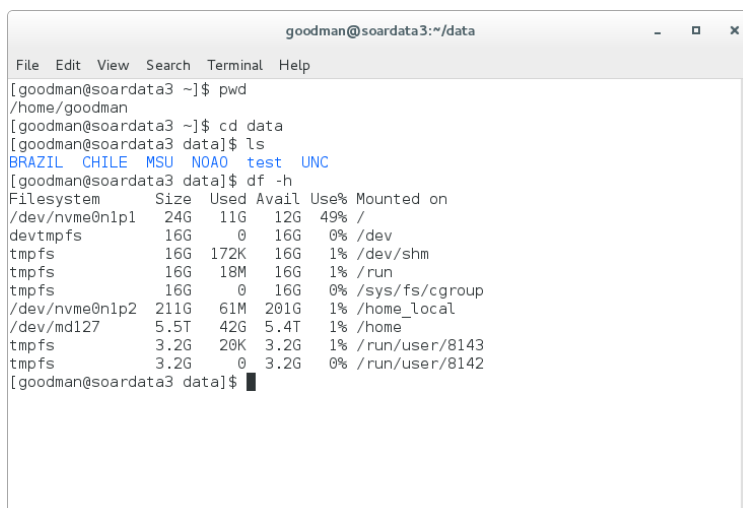 goodman@soardata3:~/data
File Edit View Search Terminal Help
[goodman@soardata3 ~]$ pwd
/home/goodman
[goodman@soardata3 ~]$ cd data
[goodman@soardata3 data]$ ls
BRAZIL  CHILE  MSU  NOAO  test  UNC
[goodman@soardata3 data]$ df -h
Filesystem      Size  Used Avail Use% Mounted on
/dev/nvme0n1p1   24G   11G   12G  49% /
devtmpfs         16G     0   16G   0% /dev
tmpfs            16G  172K   16G   1% /dev/shm
tmpfs            16G   18M   16G   1% /run
tmpfs            16G     0   16G   0% /sys/fs/cgroup
/dev/nvme0n1p2  211G   61M  201G   1% /home_local
/dev/md127      5.5T   42G  5.4T   1% /home
tmpfs           3.2G   20K  3.2G   1% /run/user/8143
tmpfs           3.2G     0  3.2G   0% /run/user/8142
[goodman@soardata3 data]$